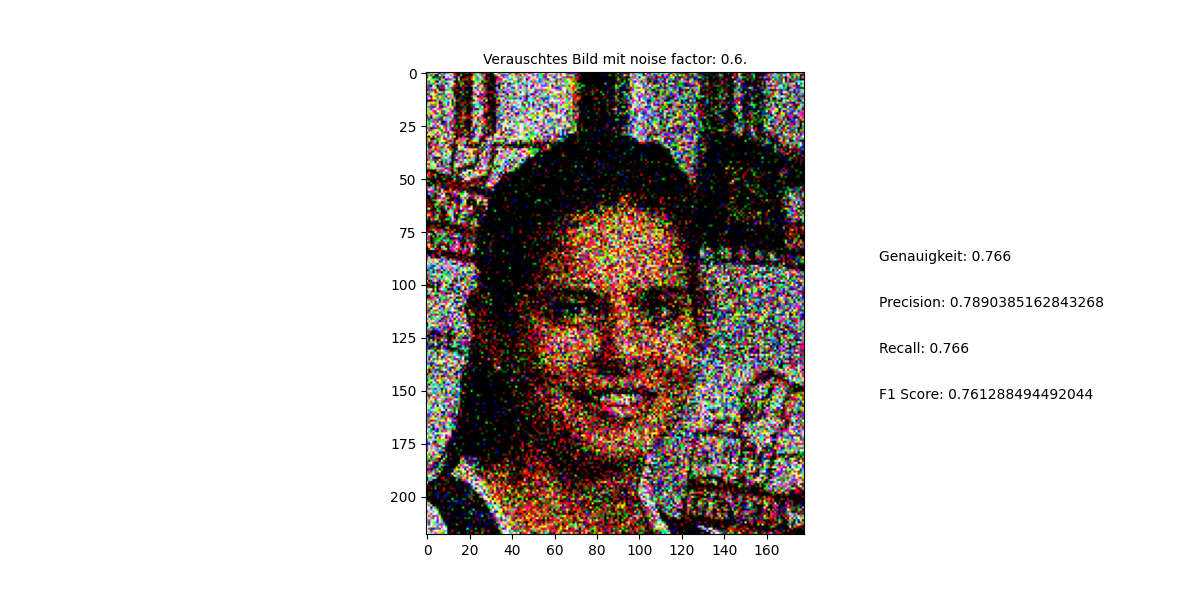 Verauschtes Bild mit noise factor: 0.6.
0
25
50
75
100
125
150
175
200
0 20 40 60 80 100 120 140 160
Genauigkeit: 0.766
Precision: 0.7890385162843268
Recall: 0.766
F1 Score: 0.761288494492044